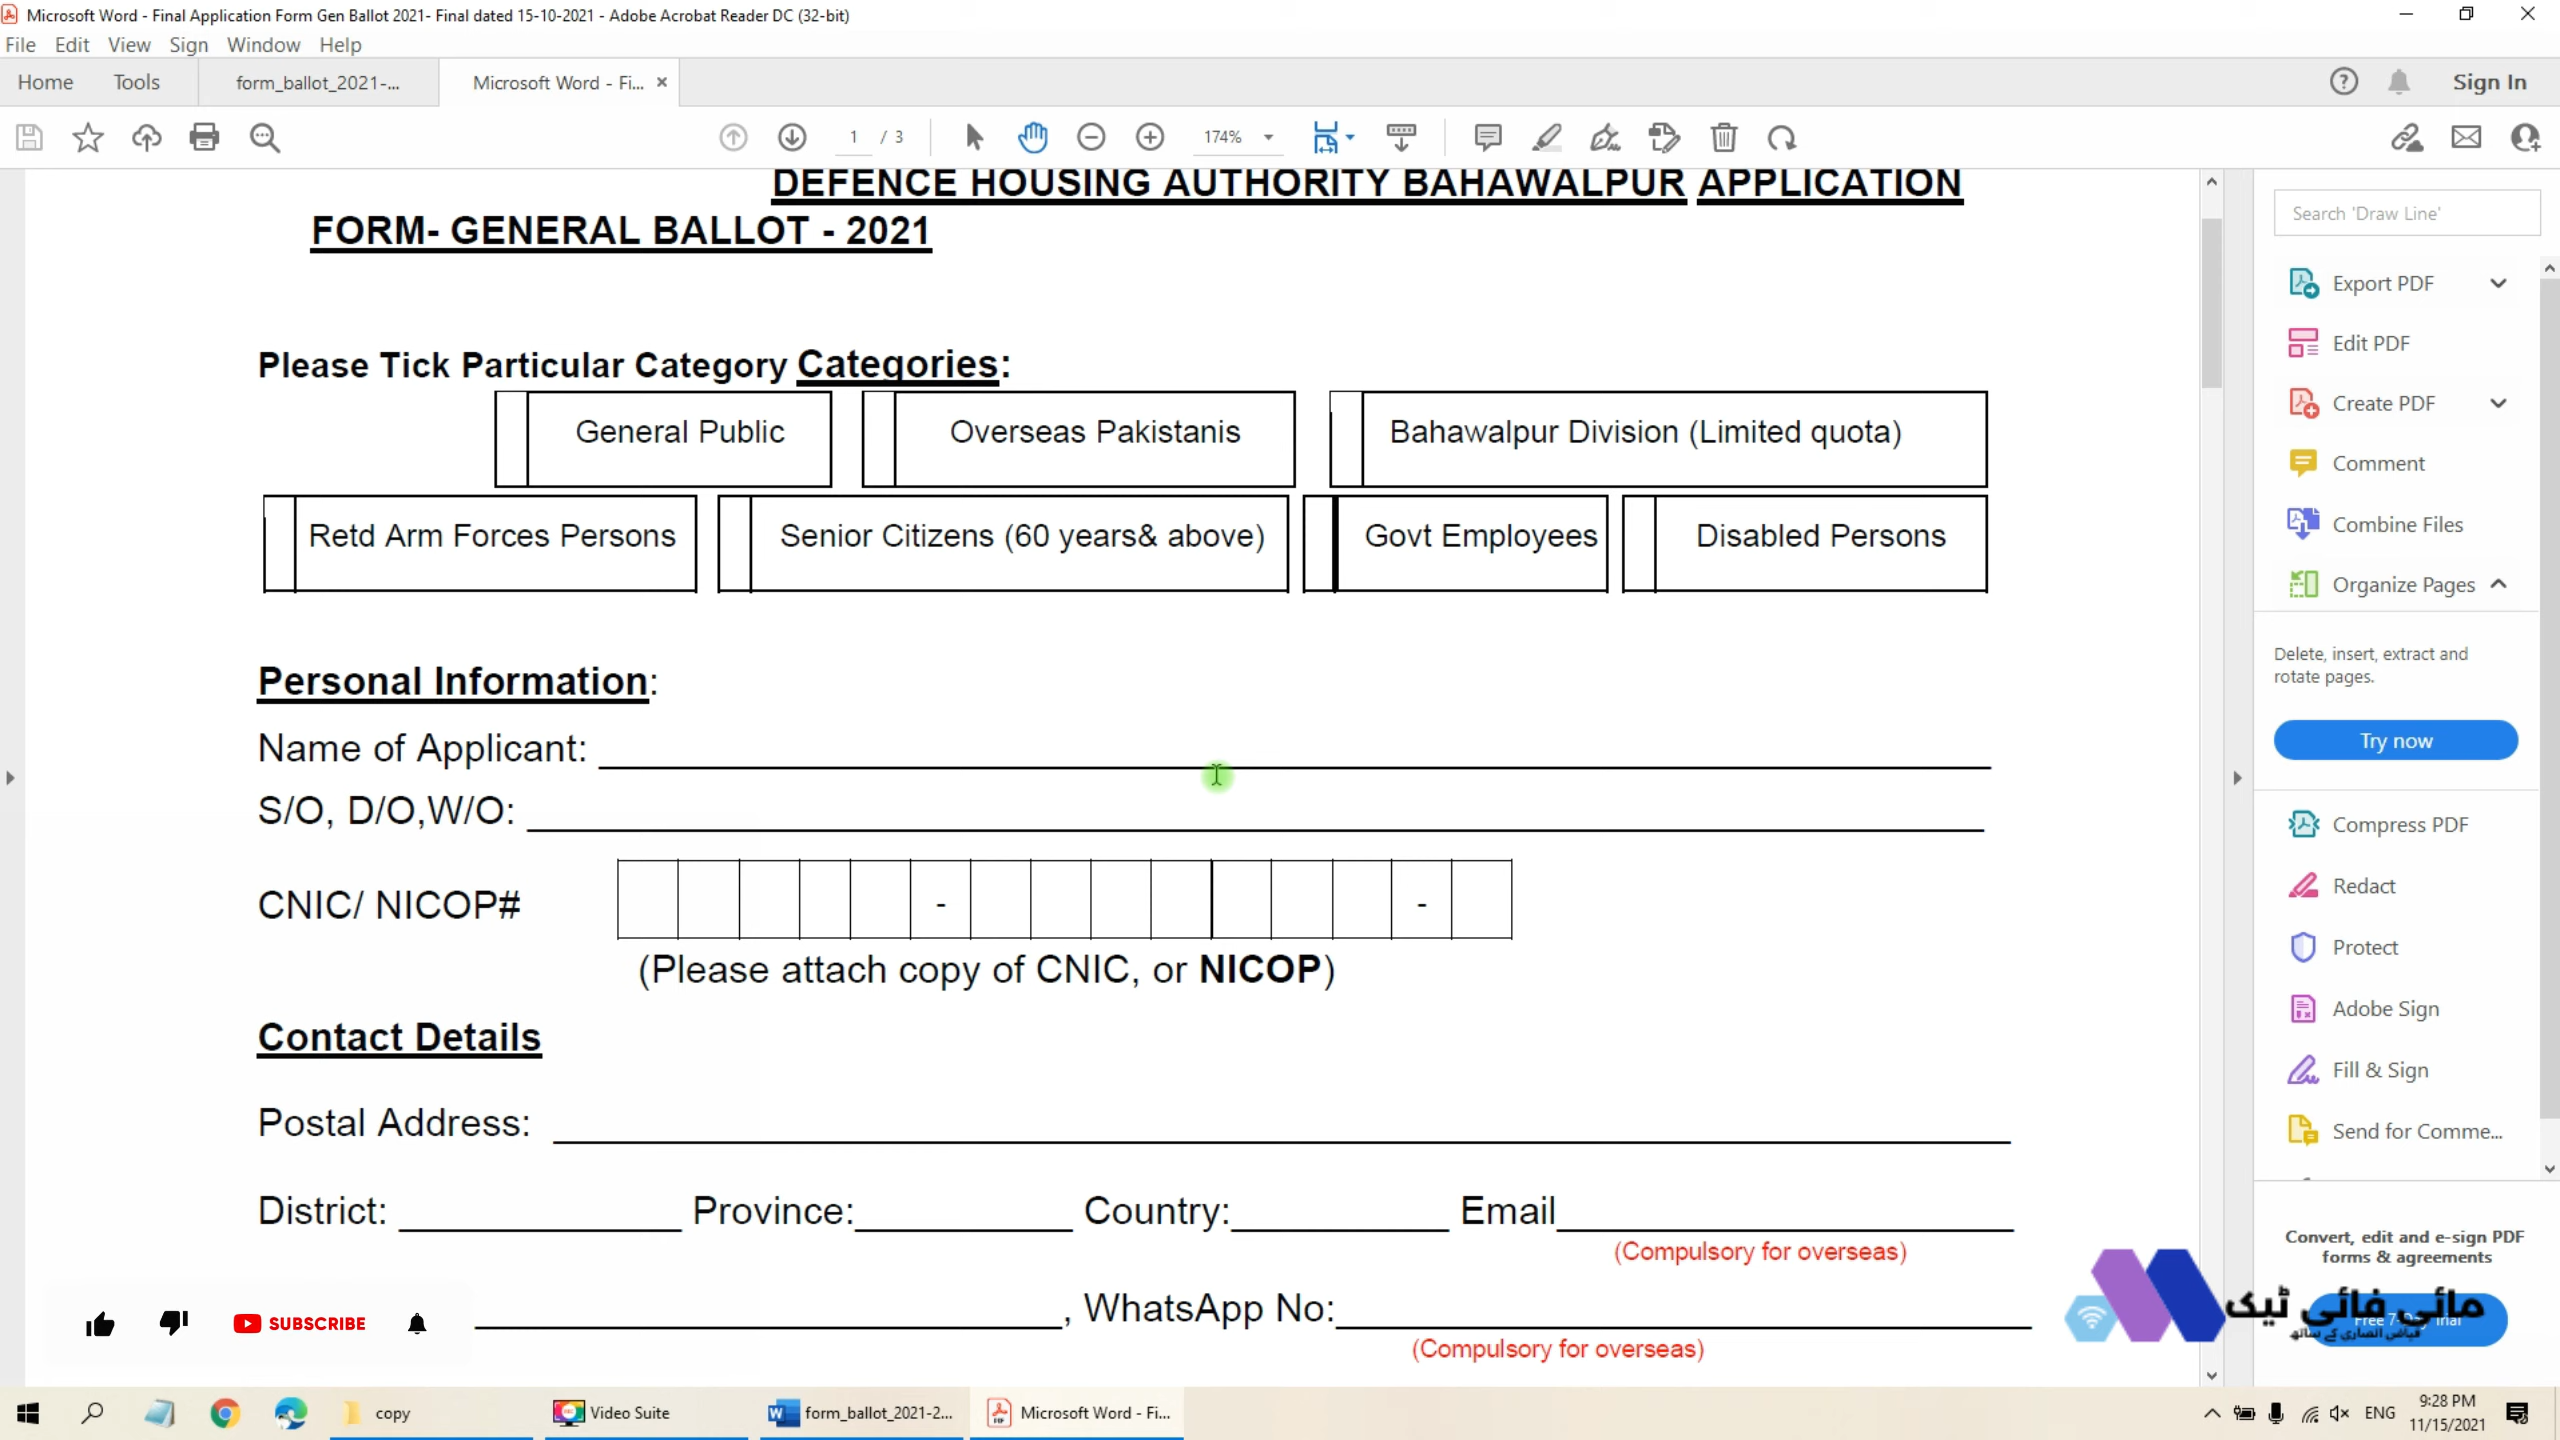 Microsoft Word - Final Application Form Gen Ballot 2021- Final dated 15-10-2021 - Adobe Acrobat Reader DC (32-bit)
File Edit View Sign Window Help
Home Tools form_ballot_2021-... Microsoft Word - Fi... Sign In
1 / 3 174%
DEFENCE HOUSING AUTHORITY BAHAWALPUR APPLICATION
FORM- GENERAL BALLOT - 2021
Please Tick Particular Category Categories:
General Public Overseas Pakistanis Bahawalpur Division (Limited quota)
Retd Arm Forces Persons Senior Citizens (60 years& above) Govt Employees Disabled Persons
Personal Information:
Name of Applicant:
S/O, D/O,W/O:
CNIC/ NICOP# - -
(Please attach copy of CNIC, or NICOP)
Contact Details
Postal Address:
District: Province: Country: Email
(Compulsory for overseas)
, WhatsApp No:
(Compulsory for overseas)
SUBSCRIBE
Search 'Draw Line'
Export PDF
Edit PDF
Create PDF
Comment
Combine Files
Organize Pages
Delete, insert, extract and
rotate pages.
Try now
Compress PDF
Redact
Protect
Adobe Sign
Fill & Sign
Send for Comme...
Convert, edit and e-sign PDF
forms & agreements
Free 7-Day Trial
مائی فائی ٹیک
فیاض انصاری کے ساتھ
copy Video Suite form_ballot_2021-2... Microsoft Word - Fi... ENG 9:28 PM
11/15/2021